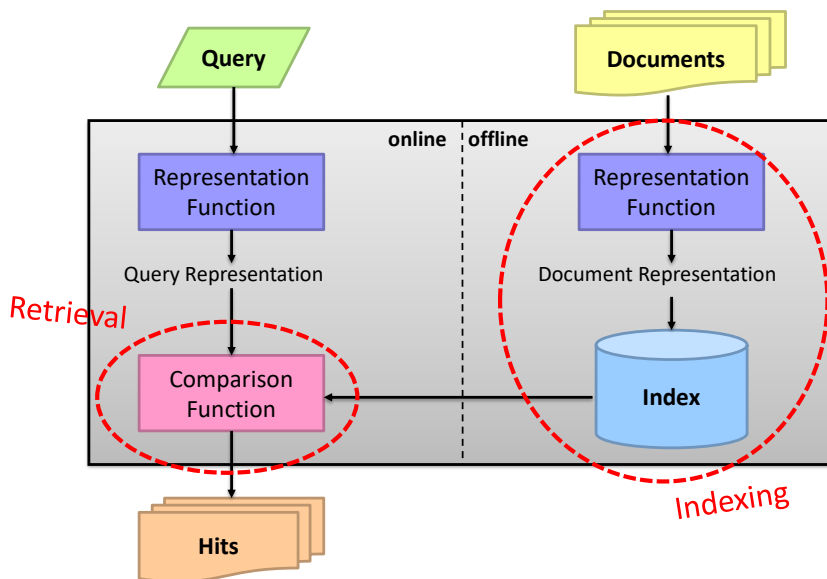 Query
Documents
online
offline
Representation
Function
Representation
Function
Query Representation
Document Representation
Retrieval
Comparison
Function
Index
Indexing
Hits